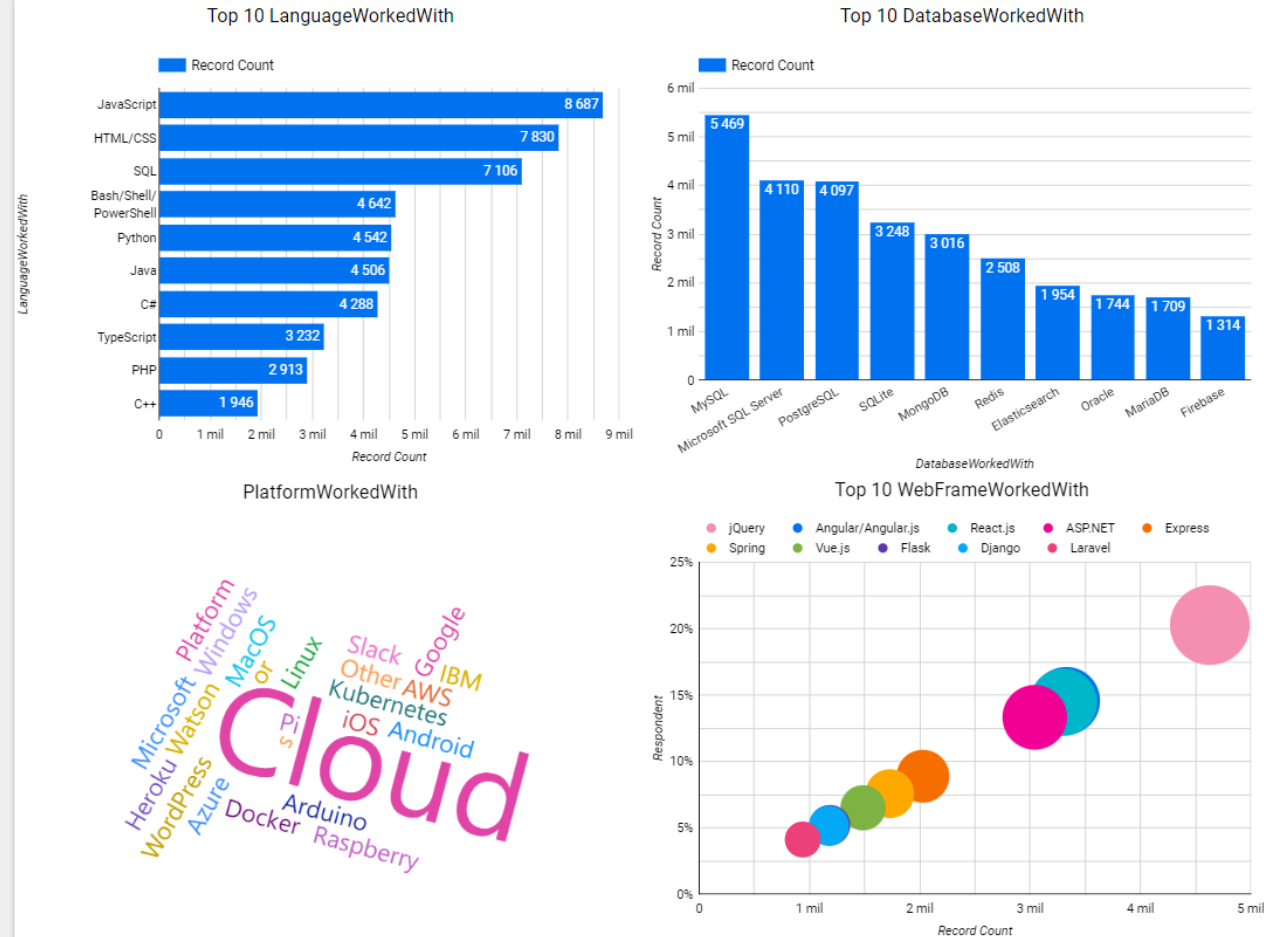 Top 10 LanguageWorkedWith
Record Count
LanguageWorkedWith
JavaScript 8 687
HTML/CSS 7 830
SQL 7 106
Bash/Shell/
PowerShell 4 642
Python 4 542
Java 4 506
C# 4 288
TypeScript 3 232
PHP 2 913
C++ 1 946
0 1 mil 2 mil 3 mil 4 mil 5 mil 6 mil 7 mil 8 mil 9 mil
Record Count
Top 10 DatabaseWorkedWith
Record Count
Record Count
6 mil
5 mil
4 mil
3 mil
2 mil
1 mil
0
5 469 4 110 4 097 3 248 3 016 2 508 1 954 1 744 1 709 1 314
MySQL Microsoft SQL Server PostgreSQL SQLite MongoDB Redis Elasticsearch Oracle MariaDB Firebase
DatabaseWorkedWith
PlatformWorkedWith
Platform
Windows
MacOS
or
Linux
Slack
Google
Other
IBM
AWS
Kubernetes
Microsoft
Watson
Cloud
Pi
s
iOS
Android
Heroku
WordPress
Azure
Docker
Arduino
Raspberry
Top 10 WebFrameWorkedWith
jQuery Angular/Angular.js React.js ASP.NET Express
Spring Vue.js Flask Django Laravel
Respondent
25%
20%
15%
10%
5%
0%
0 1 mil 2 mil 3 mil 4 mil 5 mil
Record Count